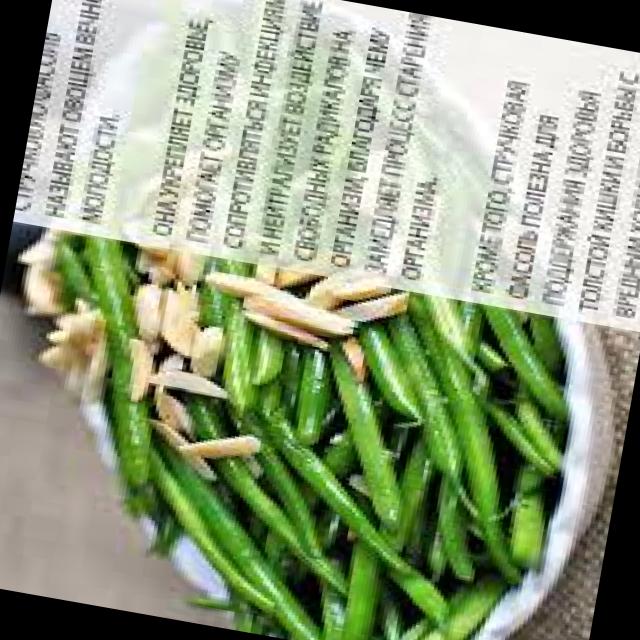 СТРУЧКОВУЮ ФАСОЛЬ
НАЗЫВАЮТ ОВОЩЕМ ВЕЧНОЙ
МОЛОДОСТИ.
ОНА УКРЕПЛЯЕТ ЗДОРОВЬЕ
ПОМОГАЕТ ОРГАНИЗМУ
СОПРОТИВЛЯТЬСЯ ИНФЕКЦИЯМ
И МИНИМИЗИРУЕТ ВОЗДЕЙСТВИЕ
СВОБОДНЫХ РАДИКАЛОВ НА
ОРГАНИЗМ, БЛАГОДАРЯ ЧЕМУ
ЗАМЕДЛЯЕТ ПРОЦЕСС СТАРЕНИЯ
ОРГАНИЗМА.
КРОМЕ ТОГО, СТРУЧКОВАЯ
ФАСОЛЬ ПОЛЕЗНА ДЛЯ
ПОДДЕРЖАНИЯ ЗДОРОВЬЯ
ТОЛСТОЙ КИШКИ И БОРЬБЫ С